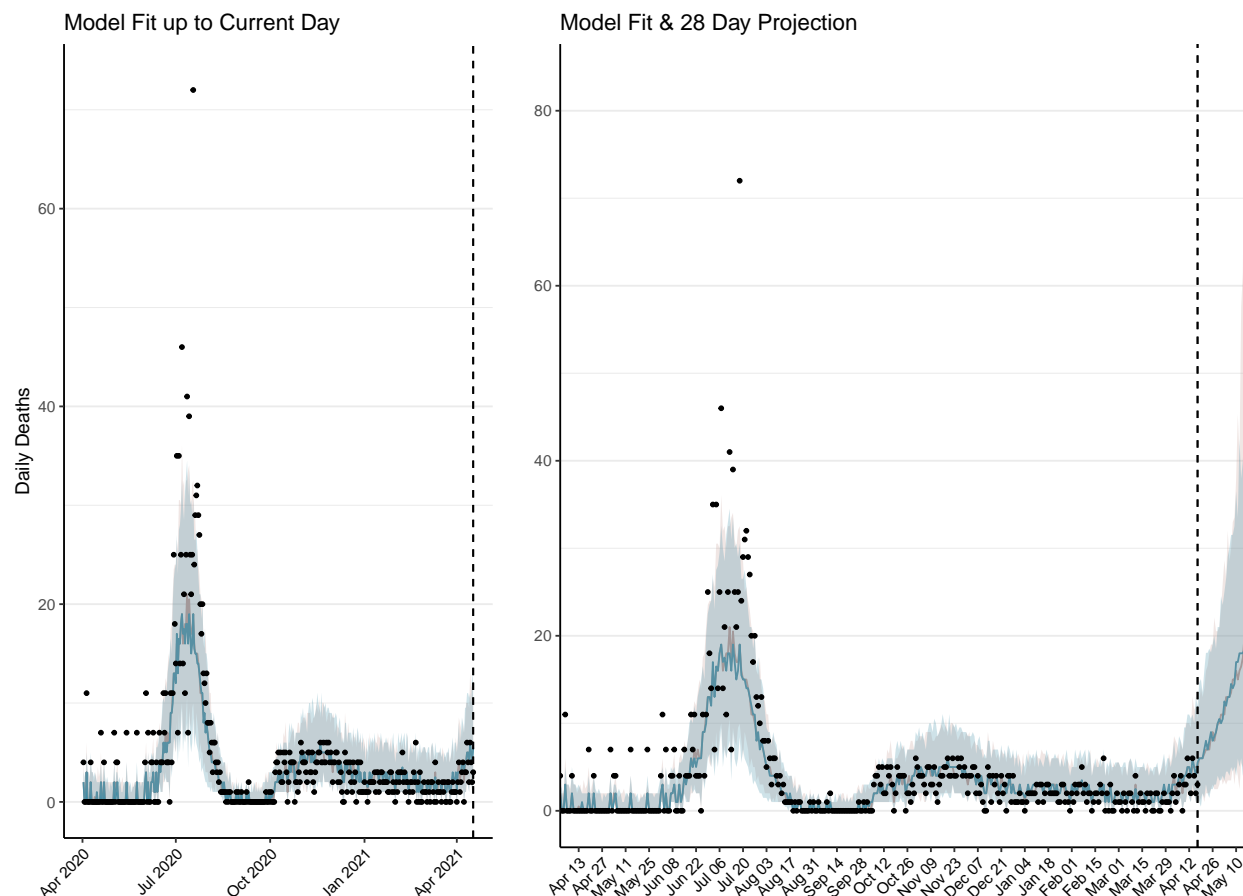 Model Fit up to Current Day
Daily Deaths
60
40
20
0
Apr 2020
Jul 2020
Oct 2020
Jan 2021
Apr 2021
Model Fit & 28 Day Projection
80
60
40
20
0
Apr 13
Apr 27
May 11
May 25
Jun 08
Jun 22
Jul 06
Jul 20
Aug 03
Aug 17
Aug 31
Sep 14
Sep 28
Oct 12
Oct 26
Nov 09
Nov 23
Dec 07
Dec 21
Jan 04
Jan 18
Feb 01
Feb 15
Mar 01
Mar 15
Mar 29
Apr 12
Apr 26
May 10